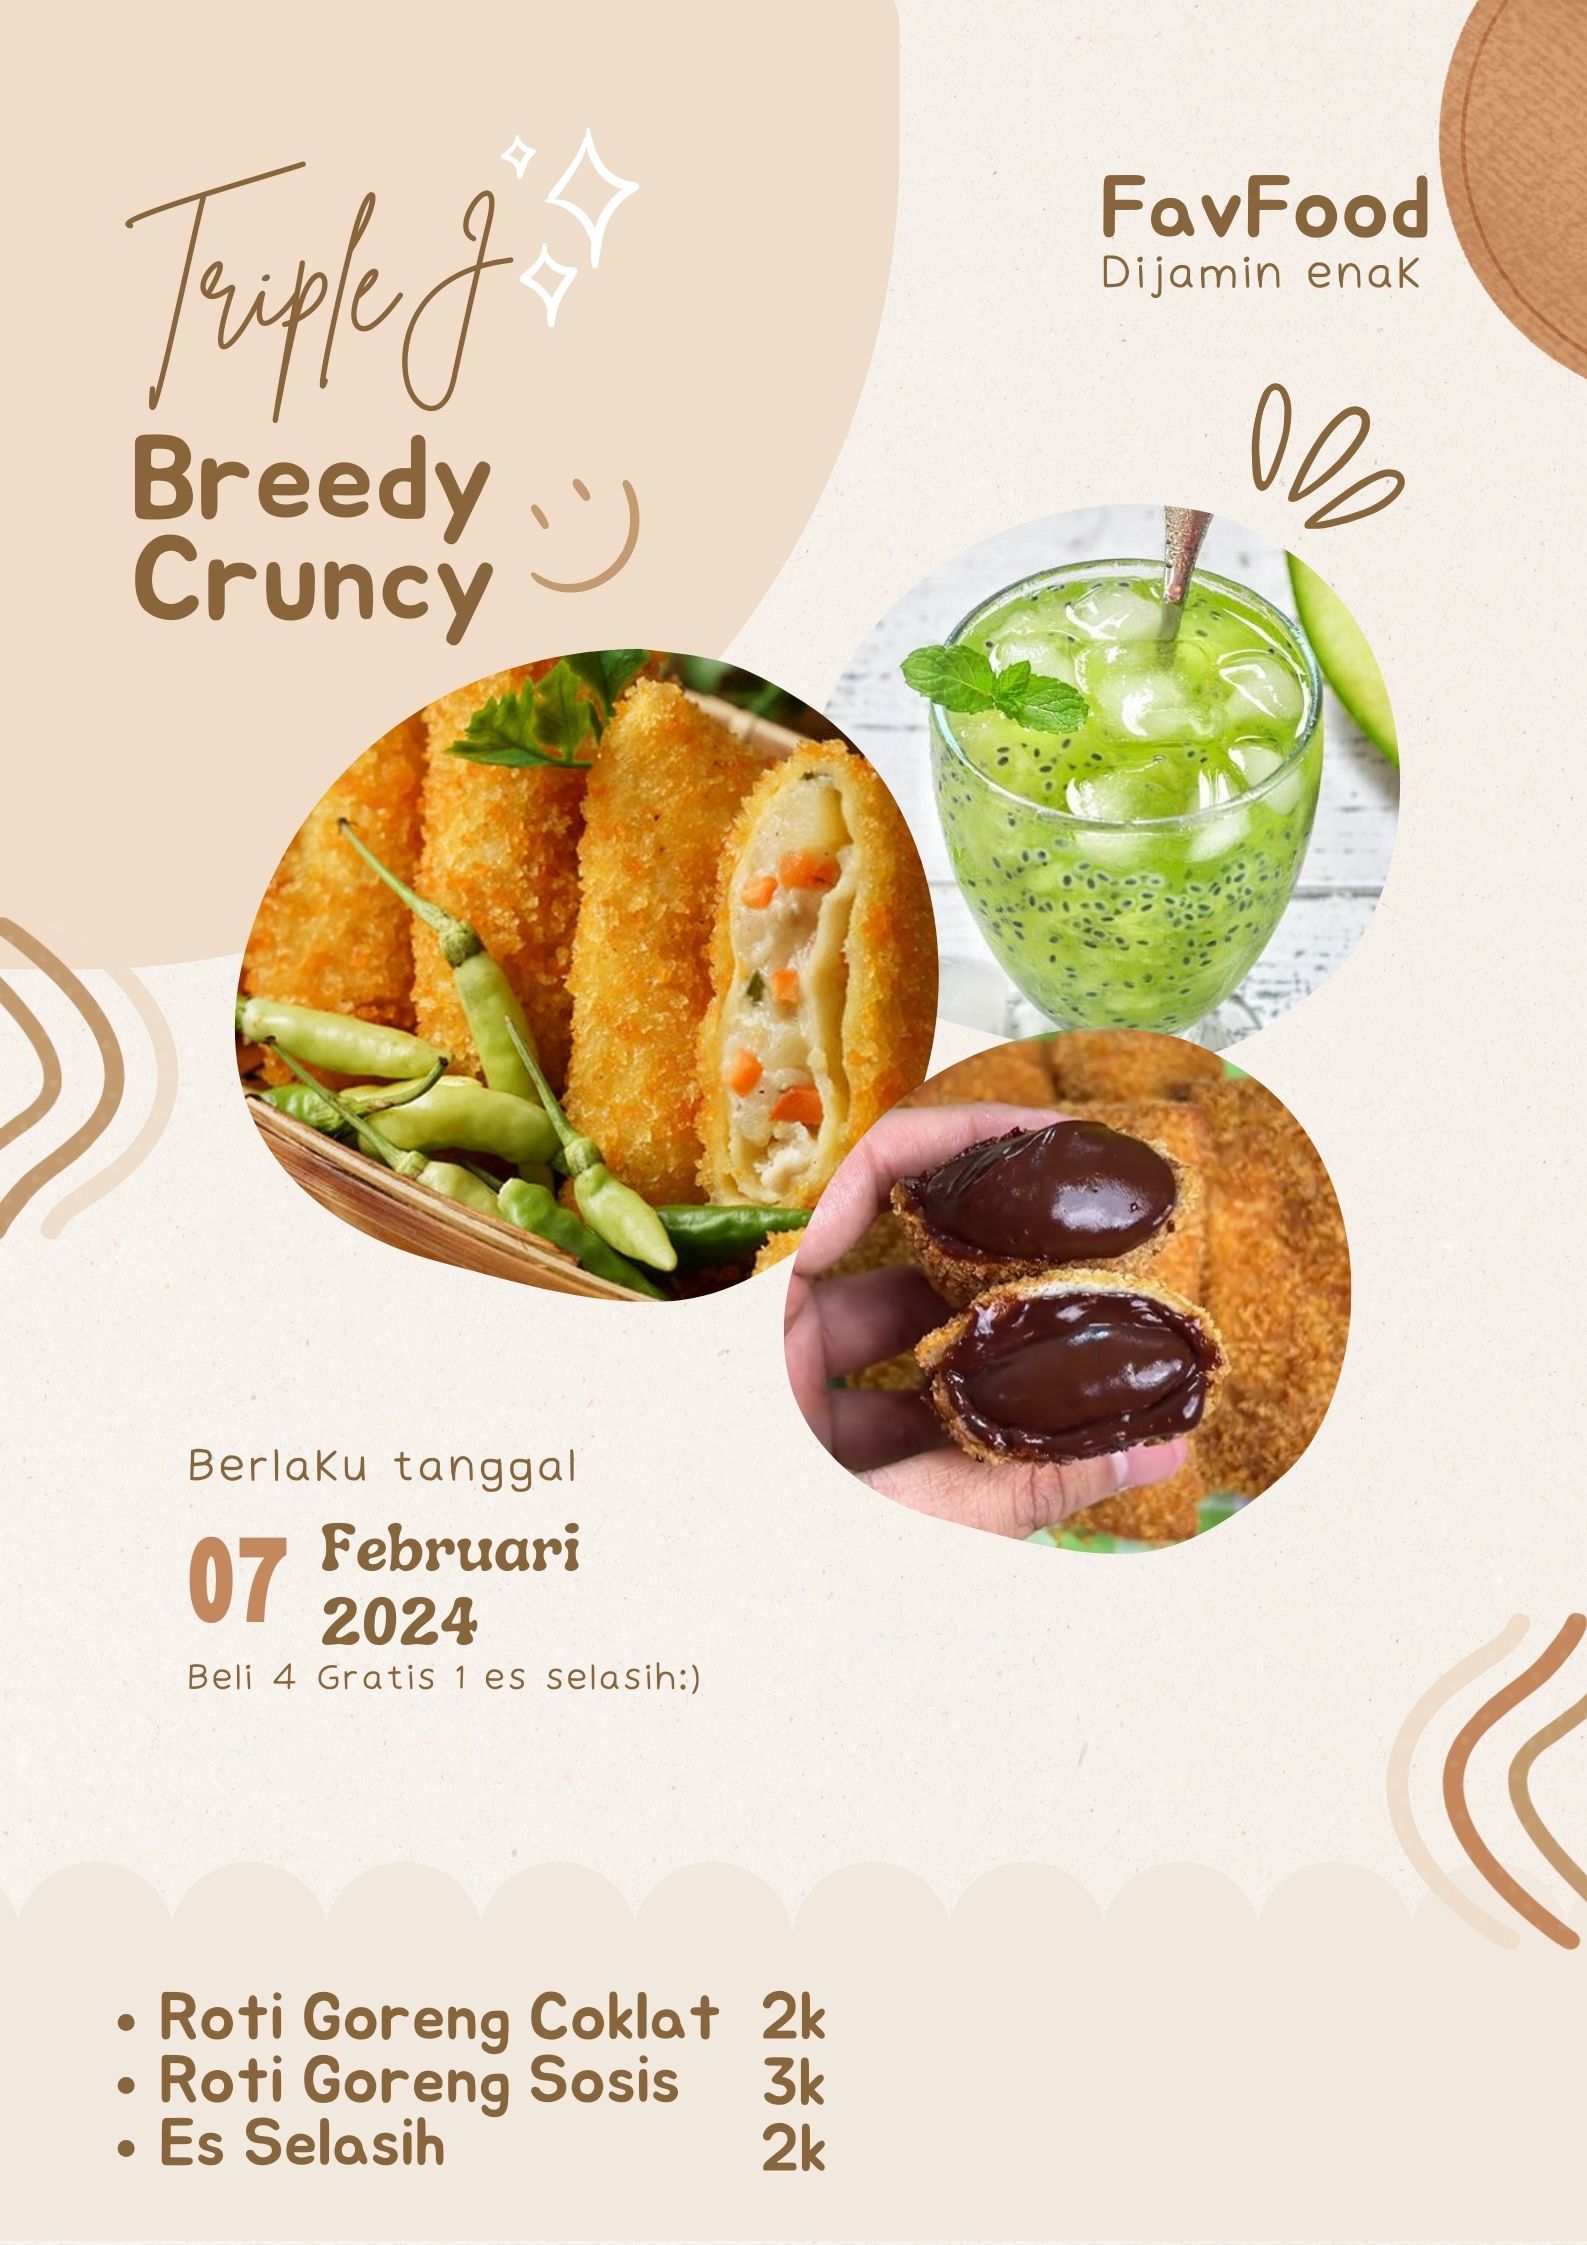 Triple J
Breedy
Cruncy
FavFood
Dijamin enak
Berlaku tanggal
07 Februari
2024
Beli 4 Gratis 1 es selasih:)
• Roti Goreng Coklat 2k
• Roti Goreng Sosis 3k
• Es Selasih 2k